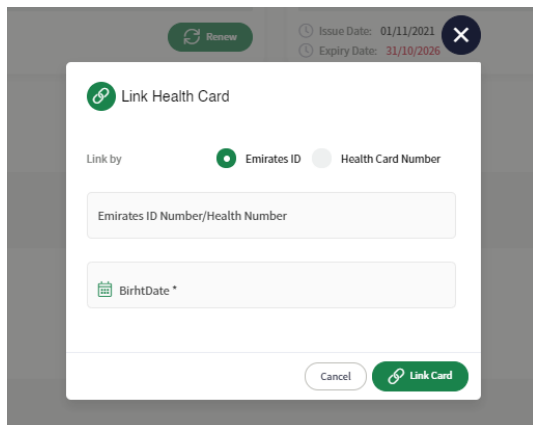 Renew
Issue Date: 01/11/2021
Expiry Date: 31/10/2026
Link Health Card
Link by Emirates ID Health Card Number
Emirates ID Number/Health Number
BirhtDate *
Cancel Link Card